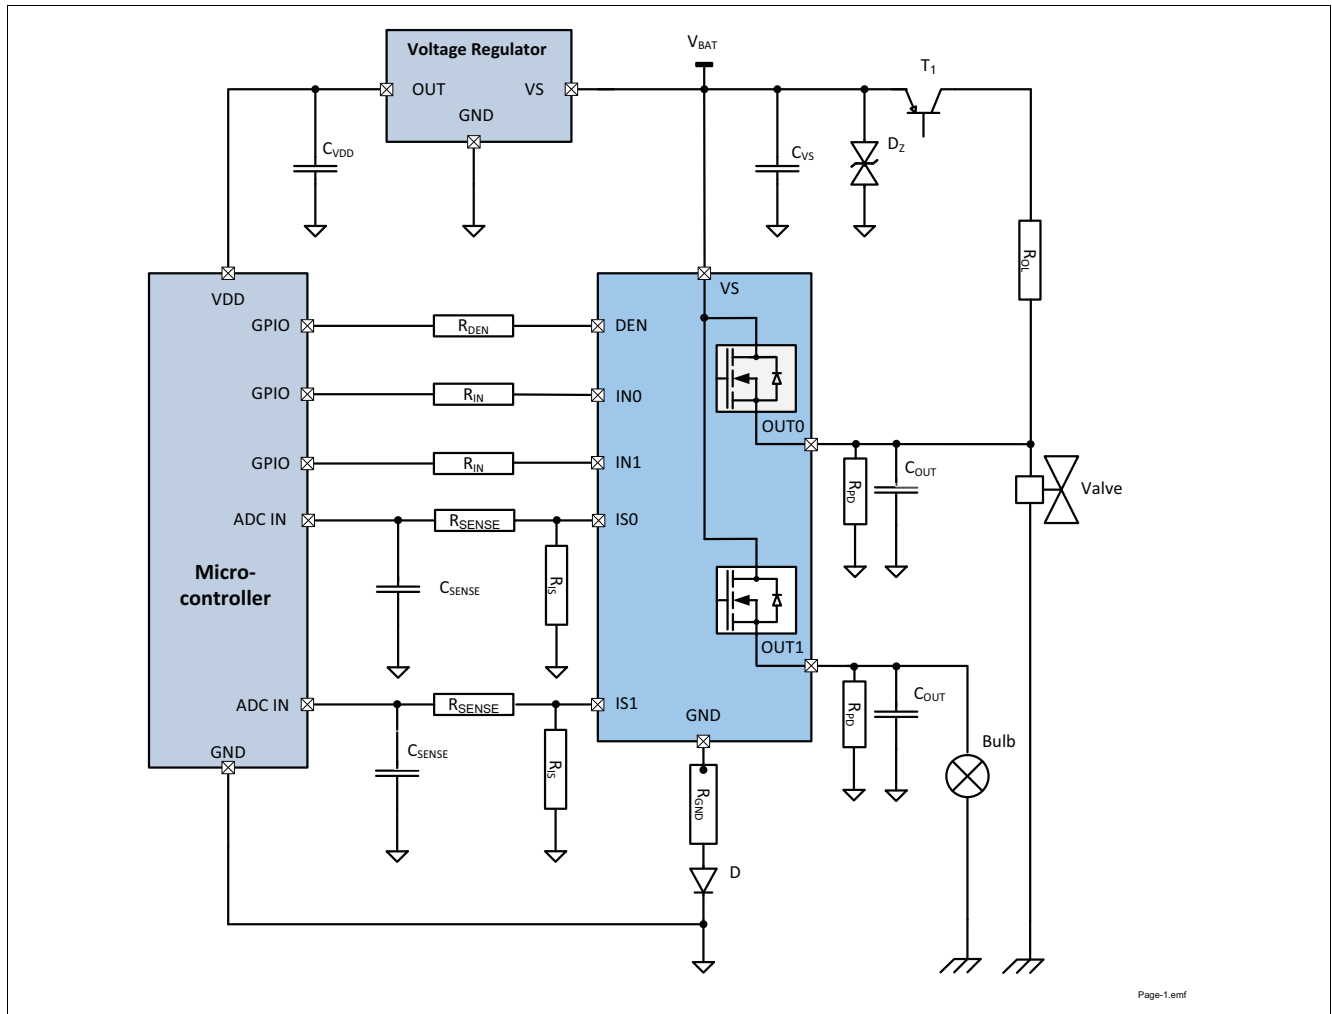 Voltage Regulator
OUT
VS
GND
VBAT
T1
CVDD
CVS
DZ
ROL
VDD
VS
GPIO
RDEN
DEN
GPIO
RIN
IN0
OUT0
GPIO
RIN
IN1
COUT
RPD
Valve
ADC IN
RSENSE
IS0
Micro-
controller
CSENSE
RIS
OUT1
ADC IN
RSENSE
IS1
GND
COUT
RPD
GND
CSENSE
RIS
Bulb
RGND
D
Page-1.emf